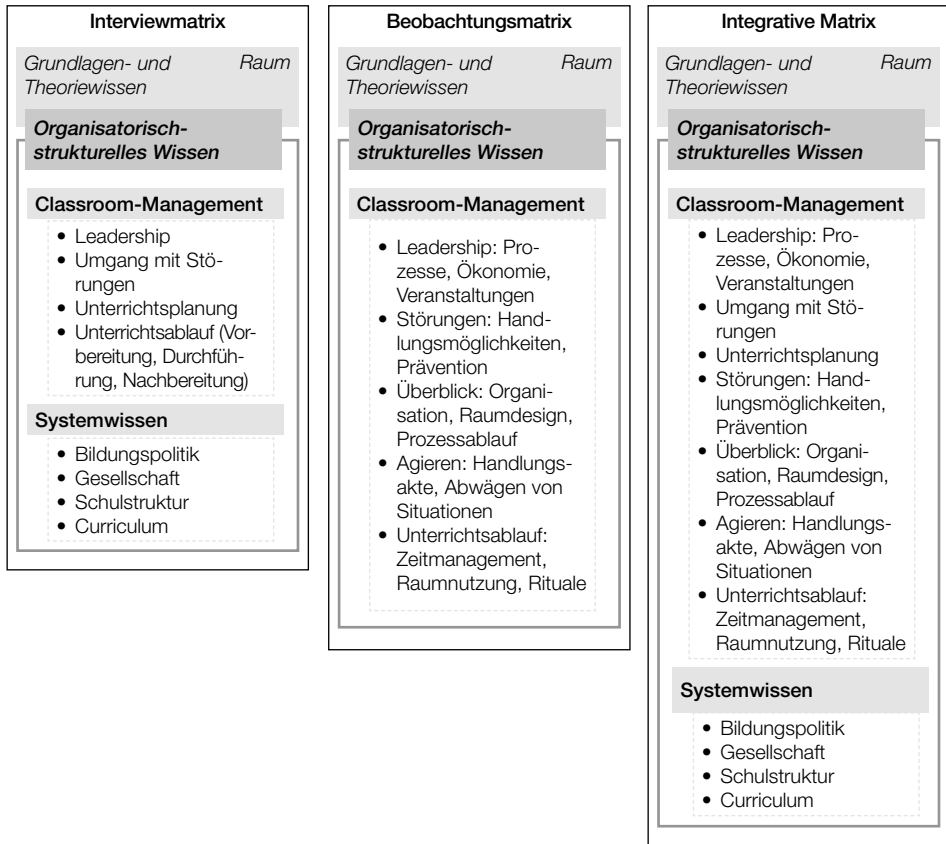 Interviewmatrix
Grundlagen- und Raum
Theoriewissen
Organisatorisch-
strukturelles Wissen
Classroom-Management
• Leadership
• Umgang mit Stö-
rungen
• Unterrichtsplanung
• Unterrichtsablauf (Vor-
bereitung, Durchfüh-
rung, Nachbereitung)
Systemwissen
• Bildungspolitik
• Gesellschaft
• Schulstruktur
• Curriculum
Beobachtungsmatrix
Grundlagen- und Raum
Theoriewissen
Organisatorisch-
strukturelles Wissen
Classroom-Management
• Leadership: Pro-
zesse, Ökonomie,
Veranstaltungen
• Störungen: Hand-
lungsmöglichkeiten,
Prävention
• Überblick: Organi-
sation, Raumdesign,
Prozessablauf
• Agieren: Handlungs-
akte, Abwägen von
Situationen
• Unterrichtsablauf:
Zeitmanagement,
Raumnutzung, Rituale
Integrative Matrix
Grundlagen- und Raum
Theoriewissen
Organisatorisch-
strukturelles Wissen
Classroom-Management
• Leadership: Pro-
zesse, Ökonomie,
Veranstaltungen
• Umgang mit Stö-
rungen
• Unterrichtsplanung
• Störungen: Hand-
lungsmöglichkeiten,
Prävention
• Überblick: Organi-
sation, Raumdesign,
Prozessablauf
• Agieren: Handlungs-
akte, Abwägen von
Situationen
• Unterrichtsablauf:
Zeitmanagement,
Raumnutzung, Rituale
Systemwissen
• Bildungspolitik
• Gesellschaft
• Schulstruktur
• Curriculum